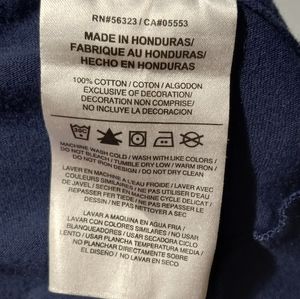 RN#56323 / CA#05553
MADE IN HONDURAS/
FABRIQUE AU HONDURAS/
HECHO EN HONDURAS
100% COTTON / COTON / ALGODON
EXCLUSIVE OF DECORATION/
DECORATION NON COMPRISE/
NO INCLUYE LA DECORACION
MACHINE WASH COLD / WASH WITH LIKE COLORS /
DO NOT BLEACH / TUMBLE DRY LOW / WARM IRON /
DO NOT IRON DESIGN / DO NOT DRY CLEAN
LAVER EN MACHINE A L'EAU FROIDE / LAVER AVEC
COULEURS SIMILAIRES / NE PAS UTILISER D'EAU
DE JAVEL / SECHER EN MACHINE CYCLE DELICAT /
REPASSER FER TIEDE / NE PAS REPASSER LE
DESSIN / NE PAS NETTOYER A SEC
LAVAR A MAQUINA EN AGUA FRIA /
LAVAR CON COLORES SIMILARES / NO USAR
BLANQUEADORES / USAR SECADORA CICLO
LENTO / USAR PLANCHA TEMPERATURA MEDIA /
NO PLANCHAR DIRECTAMENTE SOBRE
EL DISEÑO / NO LAVAR EN SECO